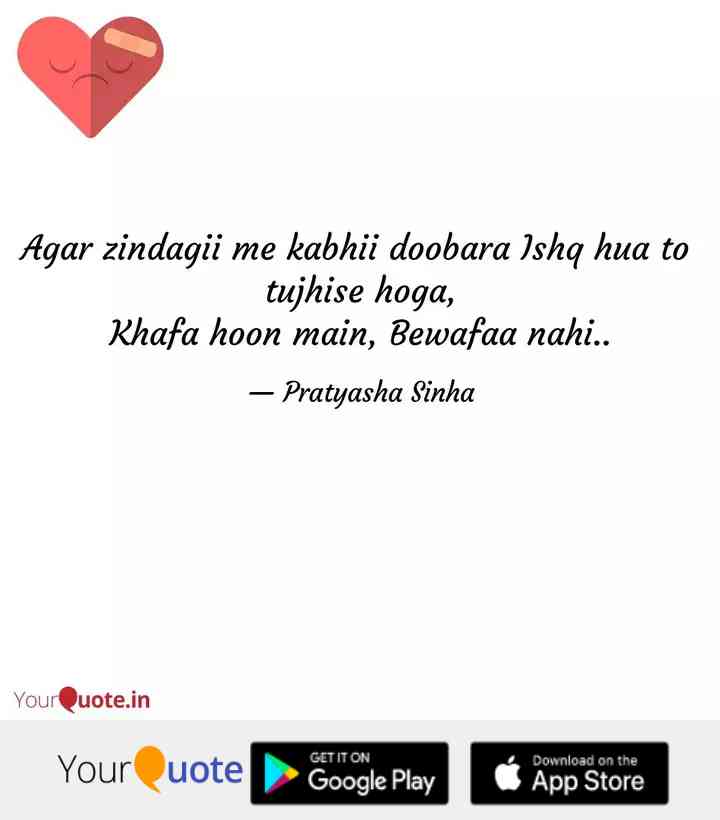 Agar zindagii me kabhii doobara Ishq hua to
tujhise hoga,
Khafa hoon main, Bewafaa nahi..
— Pratyasha Sinha
YourQuote.in
YourQuote
GET IT ON
Google Play
Download on the
App Store